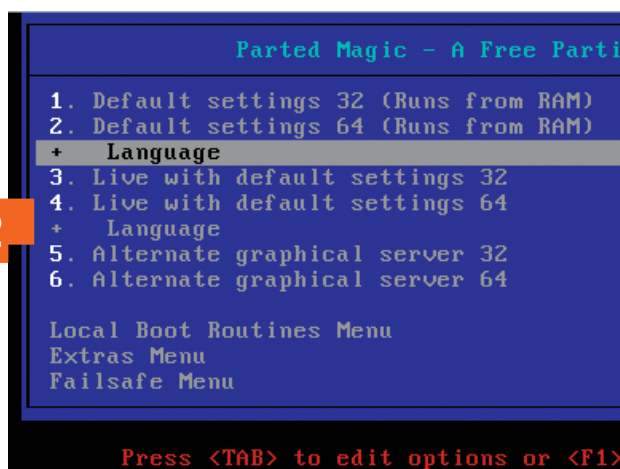 Parted Magic - A Free Parti
1. Default settings 32 (Runs from RAM)
2. Default settings 64 (Runs from RAM)
+ Language
3. Live with default settings 32
4. Live with default settings 64
+ Language
5. Alternate graphical server 32
6. Alternate graphical server 64
Local Boot Routines Menu
Extras Menu
Failsafe Menu
Press <TAB> to edit options or <F1>